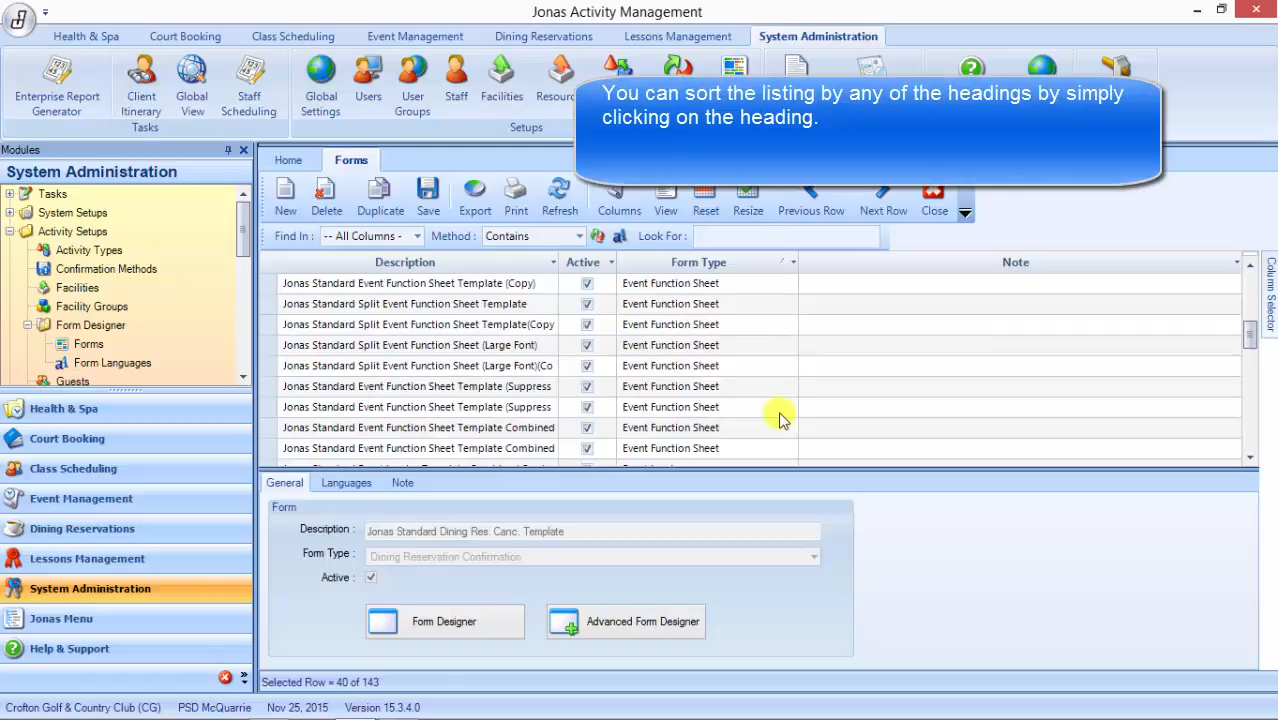 Jonas Activity Management
Health & Spa
Court Booking
Class Scheduling
Event Management
Dining Reservations
Lessons Management
System Administration
Enterprise Report
Generator
Client
Itinerary
Global
View
Staff
Scheduling
Global
Settings
Users
User
Groups
Staff
Facilities
Resourc
Tasks
Setups
You can sort the listing by any of the headings by simply
clicking on the heading.
Modules
System Administration
Tasks
System Setups
Activity Setups
Activity Types
Confirmation Methods
Facilities
Facility Groups
Form Designer
Forms
Form Languages
Guests
Health & Spa
Court Booking
Class Scheduling
Event Management
Dining Reservations
Lessons Management
System Administration
Jonas Menu
Help & Support
Home
Forms
New
Delete
Duplicate
Save
Export
Print
Refresh
Columns
View
Reset
Resize
Previous Row
Next Row
Close
Find In :
-- All Columns -
Method :
Contains
Look For :
Description
Active
Form Type
Note
Jonas Standard Event Function Sheet Template (Copy)
Event Function Sheet
Jonas Standard Split Event Function Sheet Template
Event Function Sheet
Jonas Standard Split Event Function Sheet Template(Copy
Event Function Sheet
Jonas Standard Split Event Function Sheet (Large Font)
Event Function Sheet
Jonas Standard Split Event Function Sheet (Large Font)(Co
Event Function Sheet
Jonas Standard Event Function Sheet Template (Suppress
Event Function Sheet
Jonas Standard Event Function Sheet Template (Suppress
Event Function Sheet
Jonas Standard Event Function Sheet Template Combined
Event Function Sheet
Jonas Standard Event Function Sheet Template Combined
Event Function Sheet
Column Selector
General
Languages
Note
Form
Description :
Jonas Standard Dining Res. Canc. Template
Form Type :
Dining Reservation Confirmation
Active :
Form Designer
Advanced Form Designer
Selected Row = 40 of 143
Crofton Golf & Country Club (CG)
PSD McQuarrie
Nov 25, 2015
Version 15.3.4.0